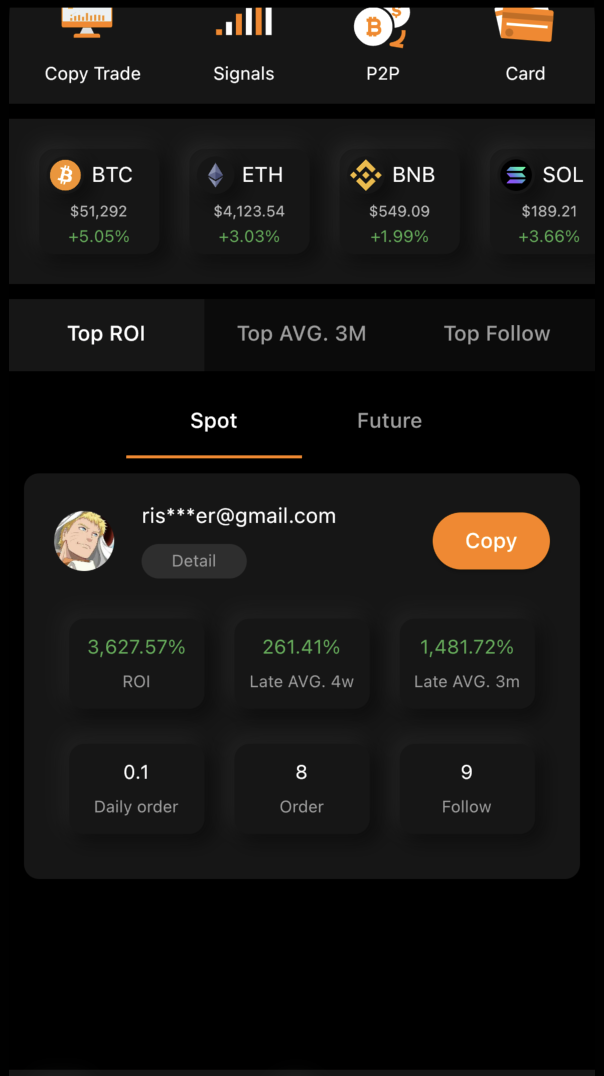 Copy Trade Signals P2P Card
BTC ETH BNB SOL
$51,292 $4,123.54 $549.09 $189.21
+5.05% +3.03% +1.99% +3.66%
Top ROI Top AVG. 3M Top Follow
Spot Future
ris***er@gmail.com
Detail
Copy
3,627.57% 261.41% 1,481.72%
ROI Late AVG. 4w Late AVG. 3m
0.1 8 9
Daily order Order Follow